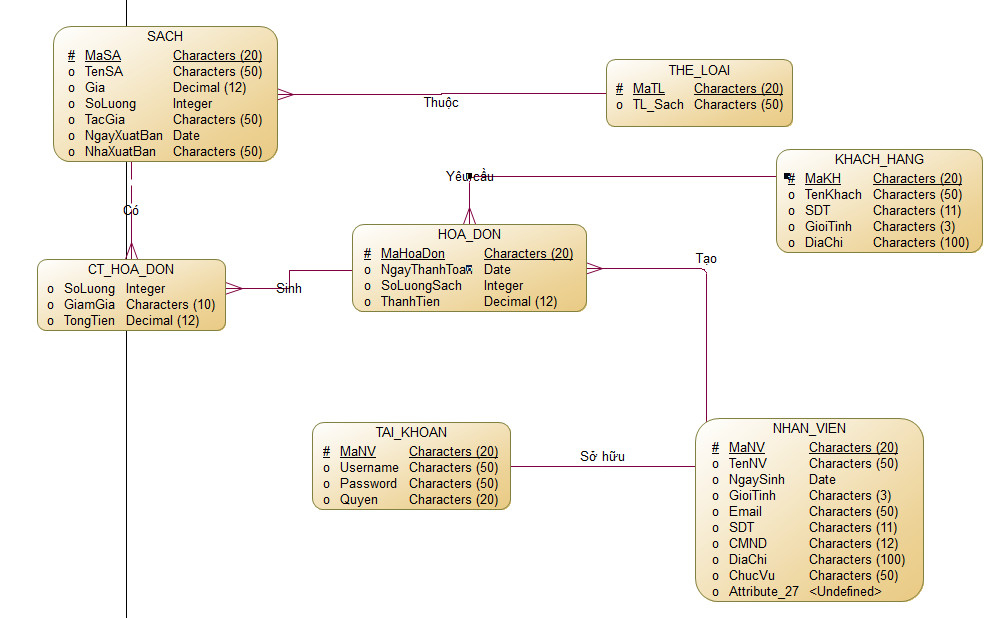 SACH
# MaSA Characters (20)
o TenSA Characters (50)
o Gia Decimal (12)
o SoLuong Integer
o TacGia Characters (50)
o NgayXuatBan Date
o NhaXuatBan Characters (50)
Thuộc
THE_LOAI
# MaTL Characters (20)
o TL_Sach Characters (50)
KHACH_HANG
# MaKH Characters (20)
o TenKhach Characters (50)
o SDT Characters (11)
o GioiTinh Characters (3)
o DiaChi Characters (100)
Yêu cầu
Có
HOA_DON
# MaHoaDon Characters (20)
o NgayThanhToan Date
o SoLuongSach Integer
o ThanhTien Decimal (12)
Tạo
CT_HOA_DON
o SoLuong Integer
o GiamGia Characters (10)
o TongTien Decimal (12)
Sinh
TAI_KHOAN
# MaNV Characters (20)
o Username Characters (50)
o Password Characters (50)
o Quyen Characters (20)
Sở hữu
NHAN_VIEN
# MaNV Characters (20)
o TenNV Characters (50)
o NgaySinh Date
o GioiTinh Characters (3)
o Email Characters (50)
o SDT Characters (11)
o CMND Characters (12)
o DiaChi Characters (100)
o ChucVu Characters (50)
o Attribute_27 <Undefined>